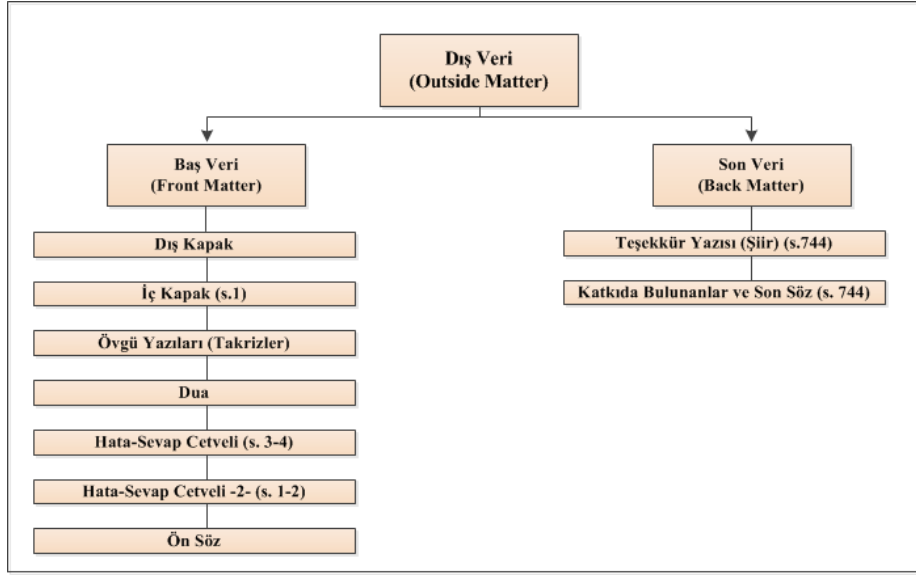 Dış Veri
(Outside Matter)
Baş Veri
(Front Matter)
Dış Kapak
İç Kapak (s.1)
Övgü Yazıları (Takrizler)
Dua
Hata-Sevap Cetveli (s. 3-4)
Hata-Sevap Cetveli -2- (s. 1-2)
Ön Söz
Son Veri
(Back Matter)
Teşekkür Yazısı (Şiir) (s.744)
Katkıda Bulunanlar ve Son Söz (s. 744)